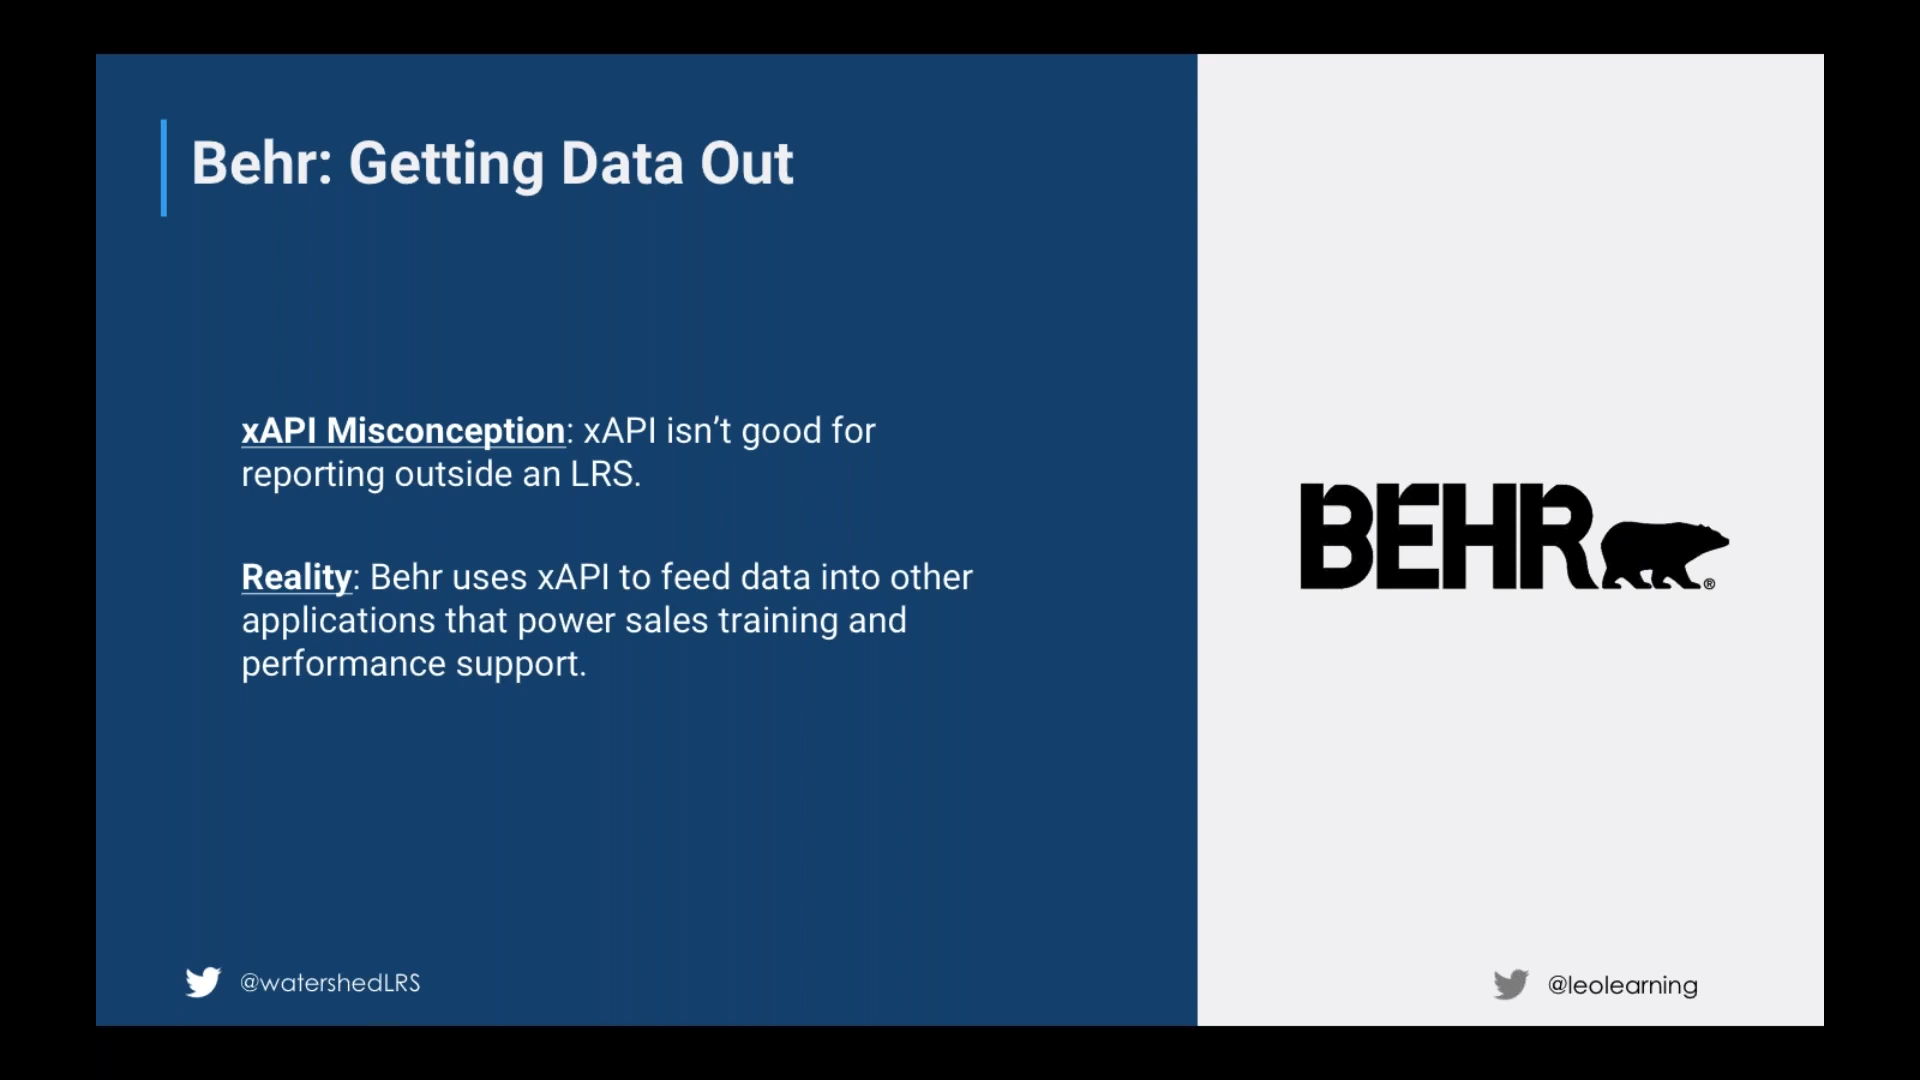 Behr: Getting Data Out
xAPI Misconception: xAPI isn’t good for
reporting outside an LRS.
Reality: Behr uses xAPI to feed data into other
applications that power sales training and
performance support.
BEHR®
@watershedLRS
@leolearning